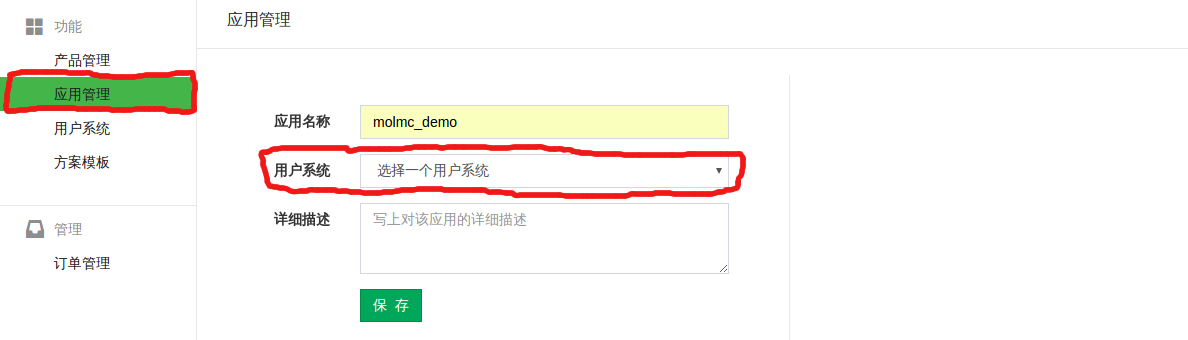 功能
产品管理
应用管理
用户系统
方案模板
管理
订单管理
应用管理
应用名称 molmc_demo
用户系统 选择一个用户系统
详细描述 写上对该应用的详细描述
保 存